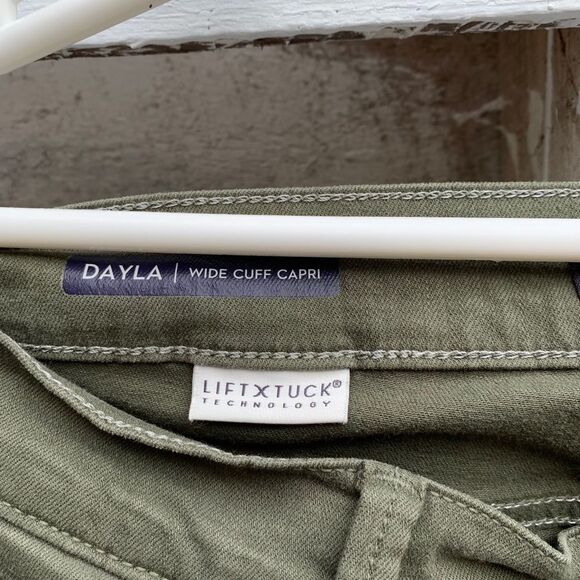 DAYLA | WIDE CUFF CAPRI
LIFTXTUCK®
TECHNOLOGY